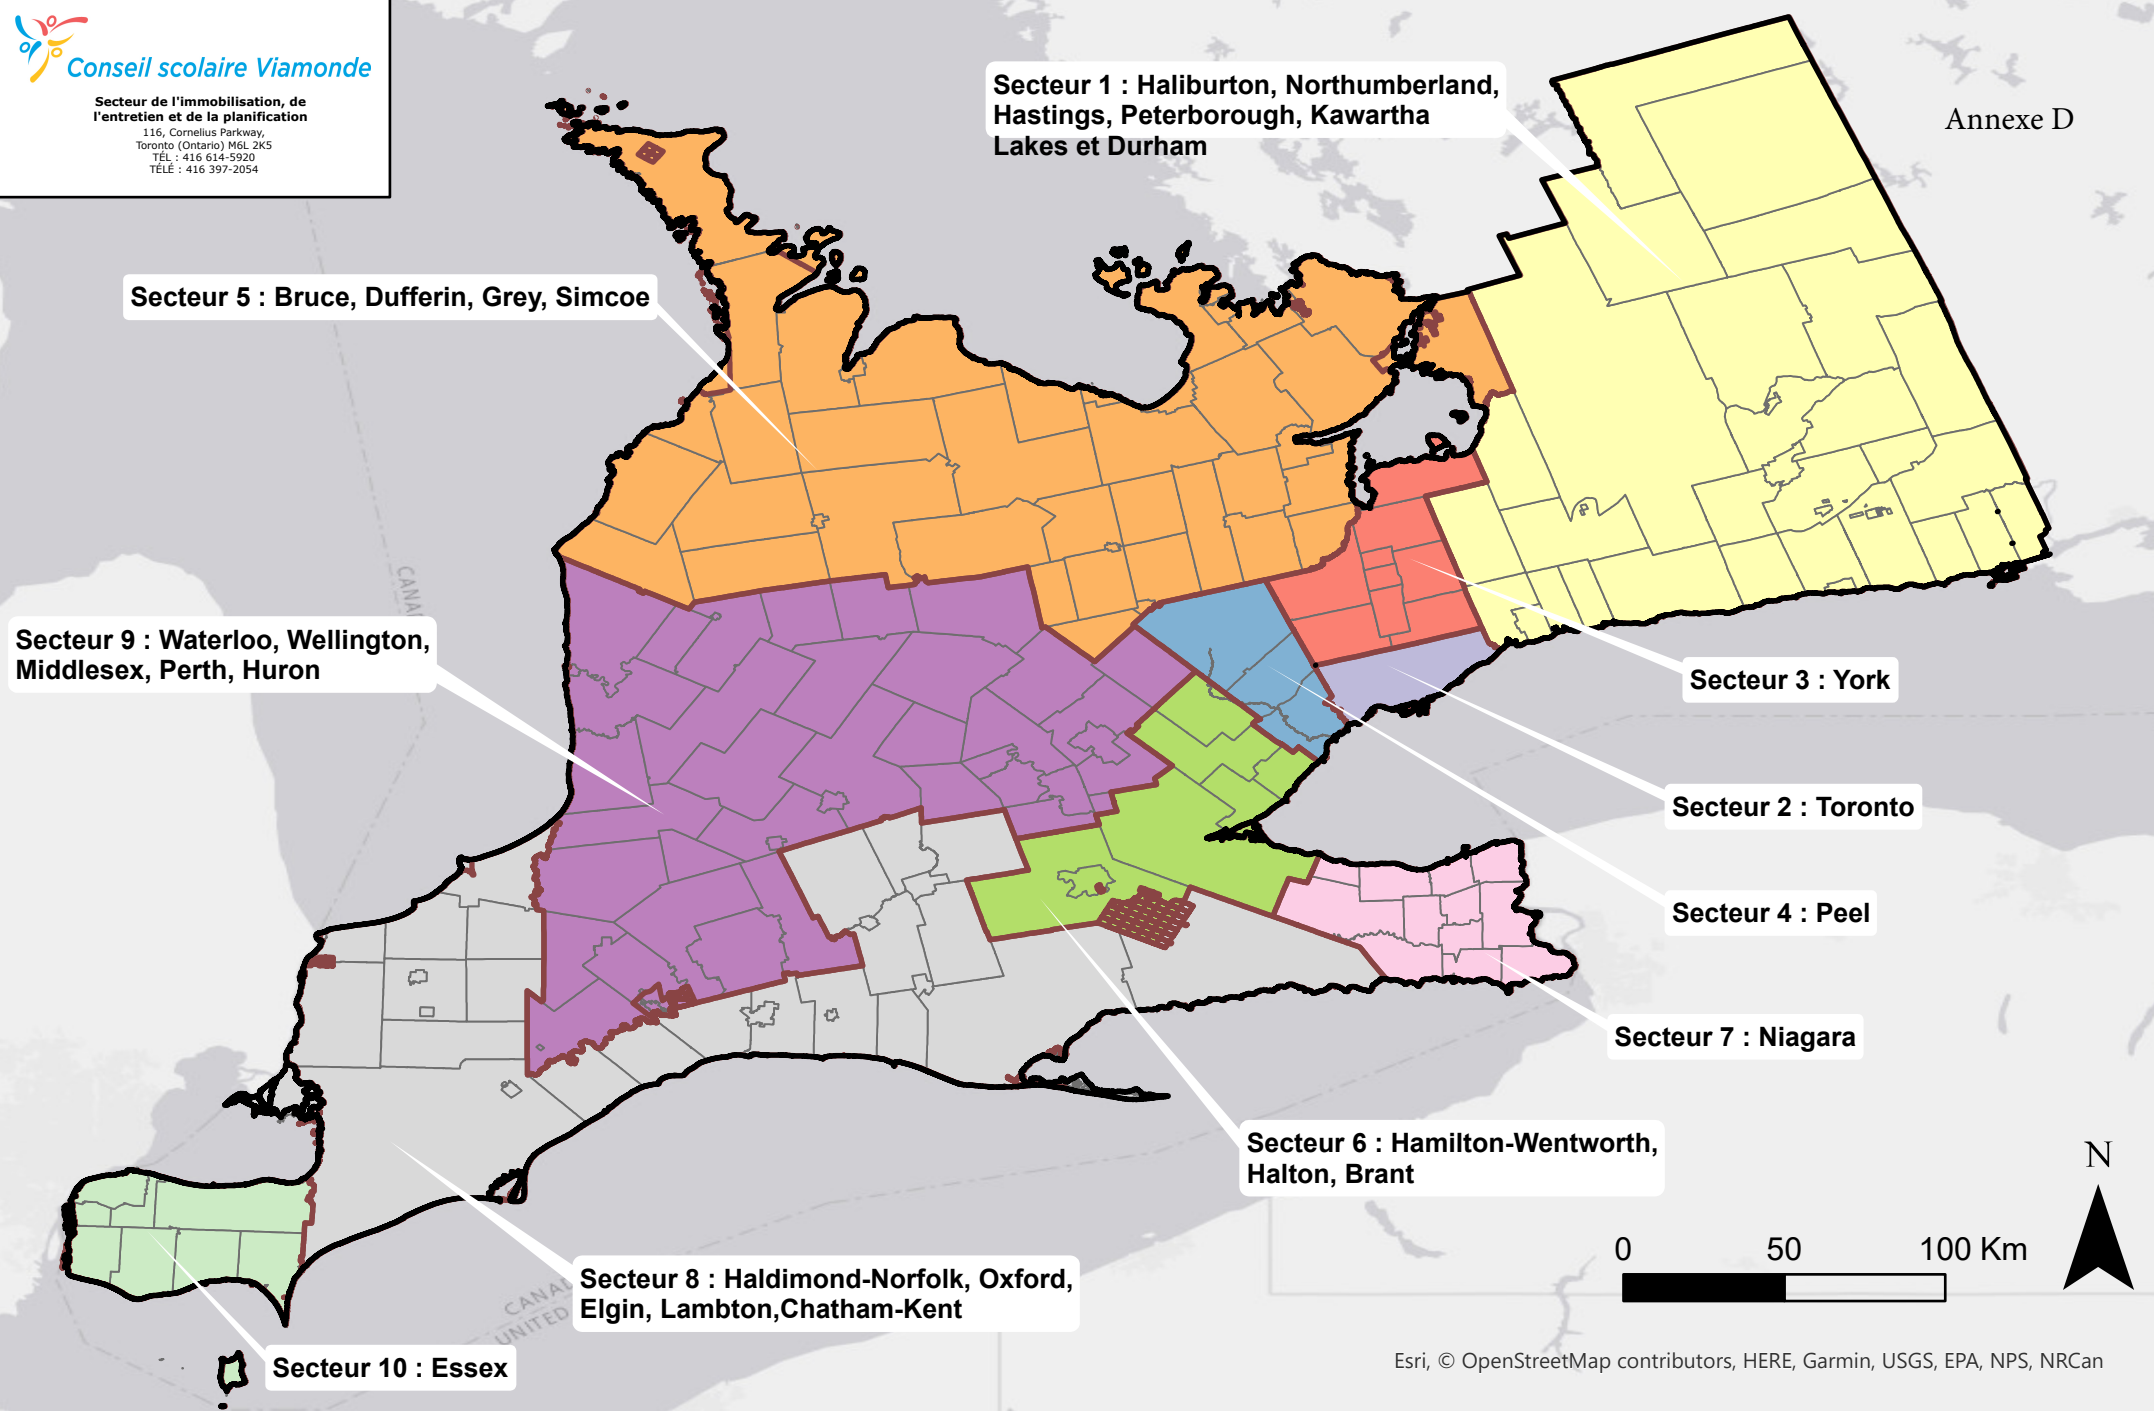 Conseil scolaire Viamonde
Secteur de l'immobilisation, de
l'entretien et de la planification
116, Cornelius Parkway,
Toronto (Ontario) M6L 2K5
TÉL : 416 614-5920
TÉLÉ : 416 397-2054
Secteur 1 : Haliburton, Northumberland,
Hastings, Peterborough, Kawartha
Lakes et Durham
Annexe D
Secteur 5 : Bruce, Dufferin, Grey, Simcoe
Secteur 9 : Waterloo, Wellington,
Middlesex, Perth, Huron
Secteur 3 : York
Secteur 2 : Toronto
Secteur 4 : Peel
Secteur 7 : Niagara
Secteur 6 : Hamilton-Wentworth,
Halton, Brant
Secteur 8 : Haldimond-Norfolk, Oxford,
Elgin, Lambton,Chatham-Kent
Secteur 10 : Essex
UNITED
N
0 50 100 Km
Esri, © OpenStreetMap contributors, HERE, Garmin, USGS, EPA, NPS, NRCan